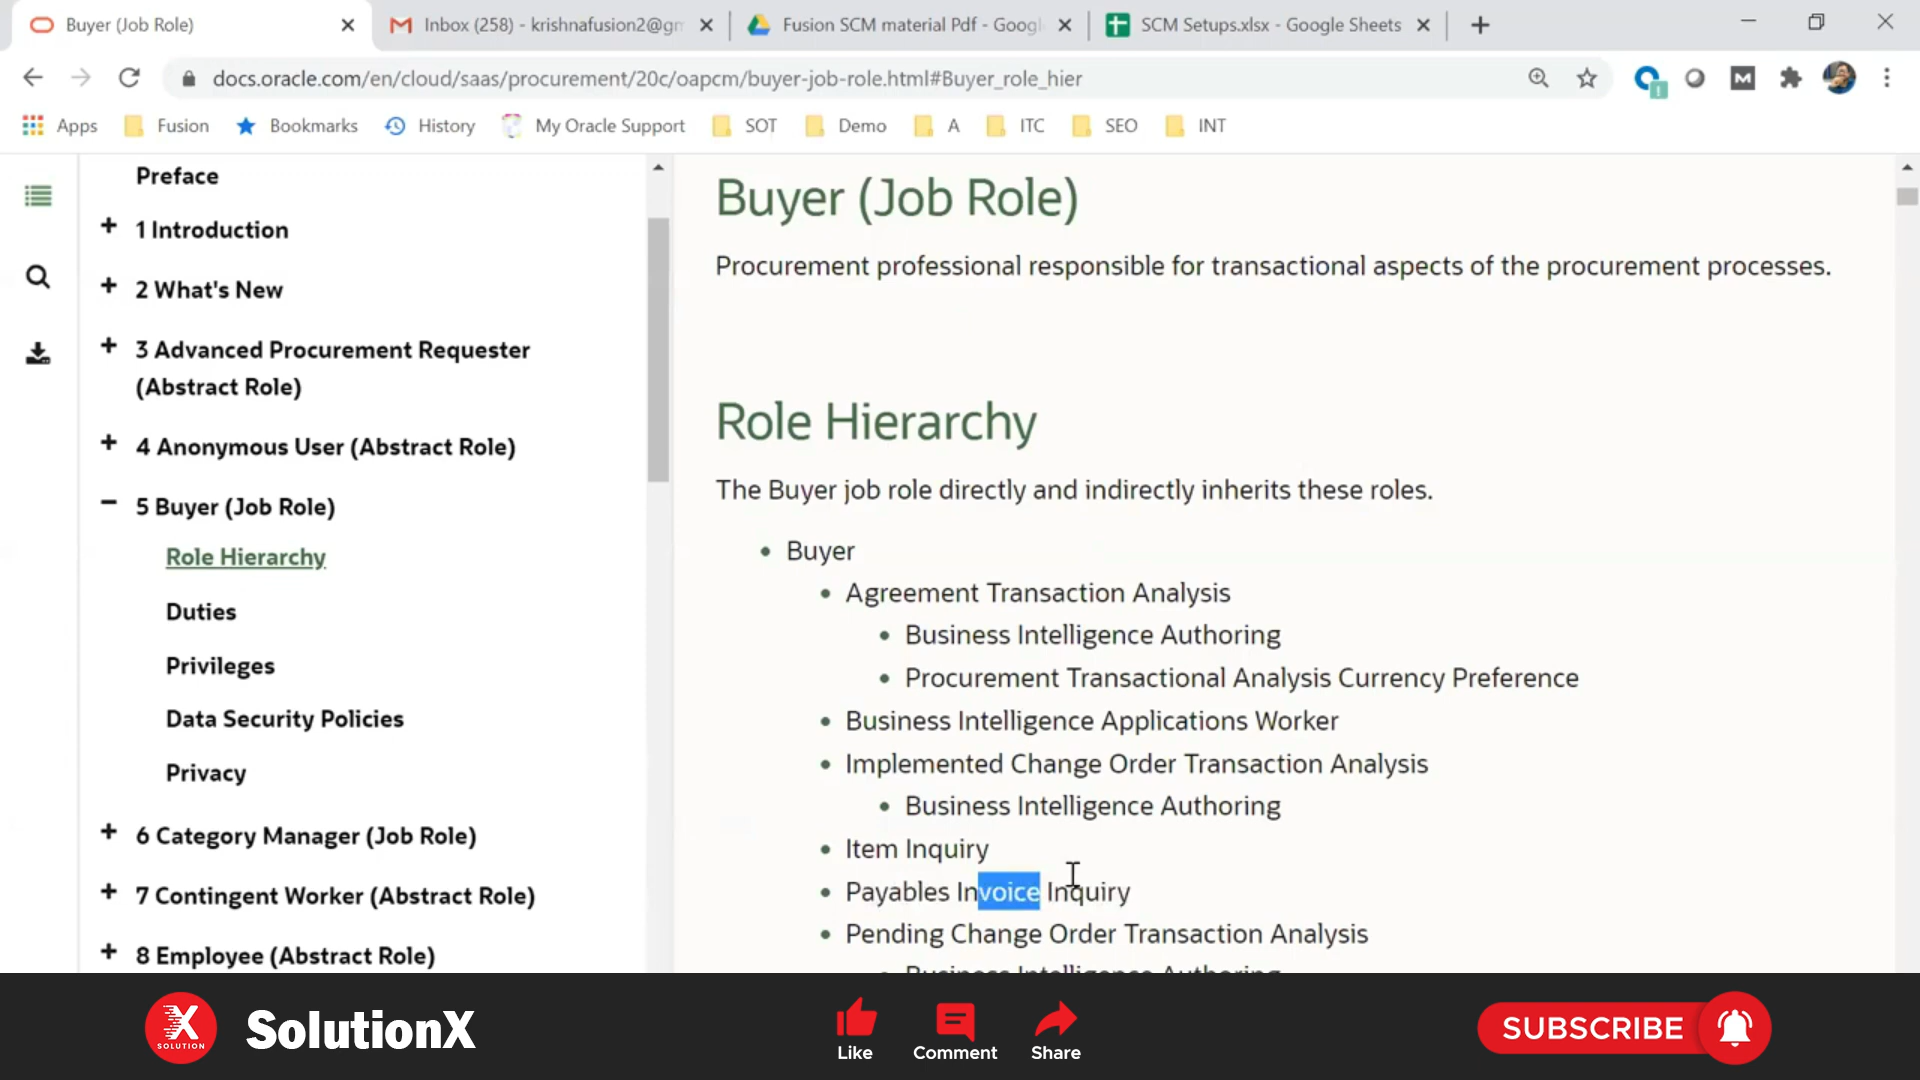 Buyer (Job Role)
Inbox (258) - krishnafusion2@gm
Fusion SCM material Pdf - Googl
SCM Setups.xlsx - Google Sheets
docs.oracle.com/en/cloud/saas/procurement/20c/oapcm/buyer-job-role.html#Buyer_role_hier
Apps
Fusion
Bookmarks
History
My Oracle Support
SOT
Demo
A
ITC
SEO
INT
Preface
1 Introduction
2 What's New
3 Advanced Procurement Requester
(Abstract Role)
4 Anonymous User (Abstract Role)
5 Buyer (Job Role)
Role Hierarchy
Duties
Privileges
Data Security Policies
Privacy
6 Category Manager (Job Role)
7 Contingent Worker (Abstract Role)
8 Employee (Abstract Role)
Buyer (Job Role)
Procurement professional responsible for transactional aspects of the procurement processes.
Role Hierarchy
The Buyer job role directly and indirectly inherits these roles.
Buyer
Agreement Transaction Analysis
Business Intelligence Authoring
Procurement Transactional Analysis Currency Preference
Business Intelligence Applications Worker
Implemented Change Order Transaction Analysis
Business Intelligence Authoring
Item Inquiry
Payables Invoice Inquiry
Pending Change Order Transaction Analysis
Business Intelligence Authoring
X
SOLUTION
SolutionX
Like
Comment
Share
SUBSCRIBE